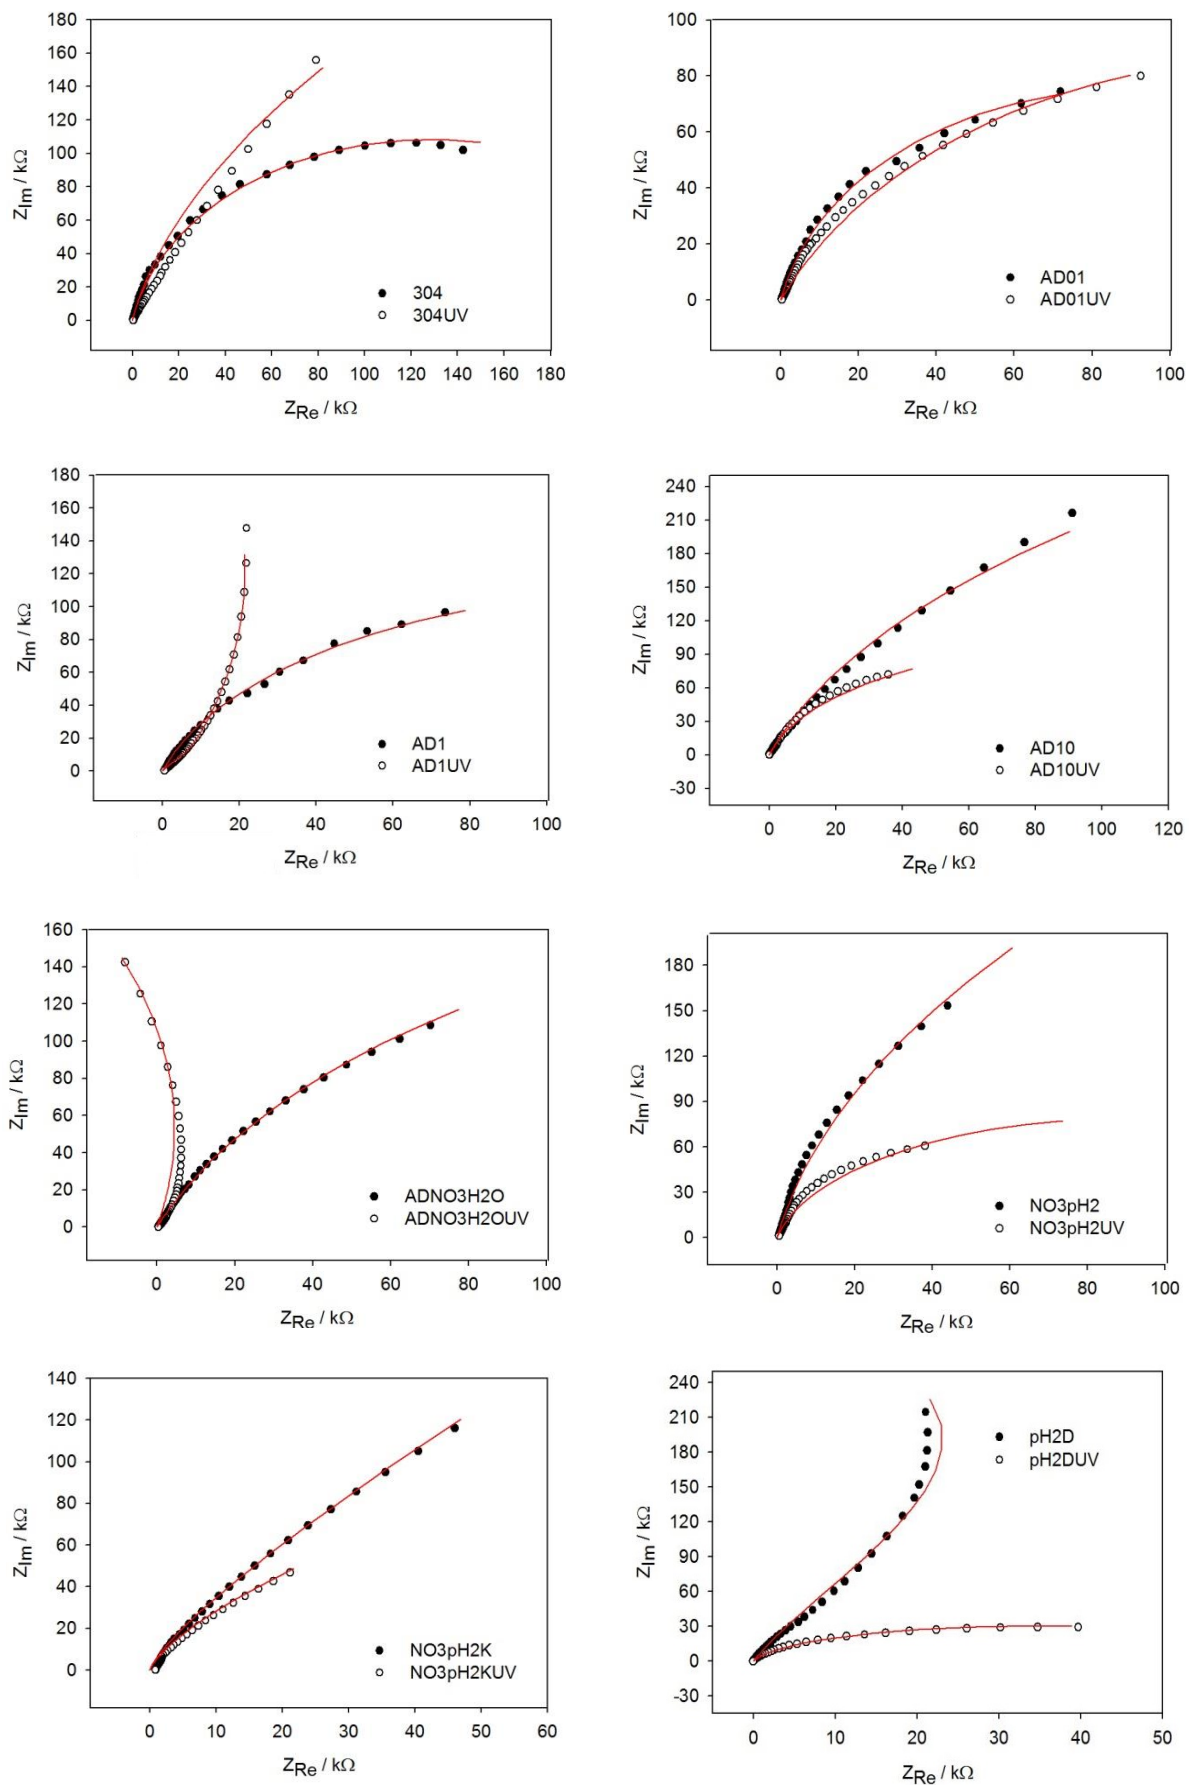 180
160
140
120
100
80
60
40
20
0
Z_Im / kΩ
304
304UV
0 20 40 60 80 100 120 140 160 180
Z_Re / kΩ
100
80
60
40
20
0
Z_Im / kΩ
AD01
AD01UV
0 20 40 60 80 100
Z_Re / kΩ
180
160
140
120
100
80
60
40
20
0
Z_Im / kΩ
AD1
AD1UV
0 20 40 60 80 100
Z_Re / kΩ
240
210
180
150
120
90
60
30
0
-30
Z_Im / kΩ
AD10
AD10UV
0 20 40 60 80 100 120
Z_Re / kΩ
160
140
120
100
80
60
40
20
0
Z_Im / kΩ
ADNO3H2O
ADNO3H2OUV
0 20 40 60 80 100
Z_Re / kΩ
180
150
120
90
60
30
0
Z_Im / kΩ
NO3pH2
NO3pH2UV
0 20 40 60 80 100
Z_Re / kΩ
140
120
100
80
60
40
20
0
Z_Im / kΩ
NO3pH2K
NO3pH2KUV
0 10 20 30 40 50 60
Z_Re / kΩ
240
210
180
150
120
90
60
30
0
-30
Z_Im / kΩ
pH2D
pH2DUV
0 10 20 30 40 50
Z_Re / kΩ